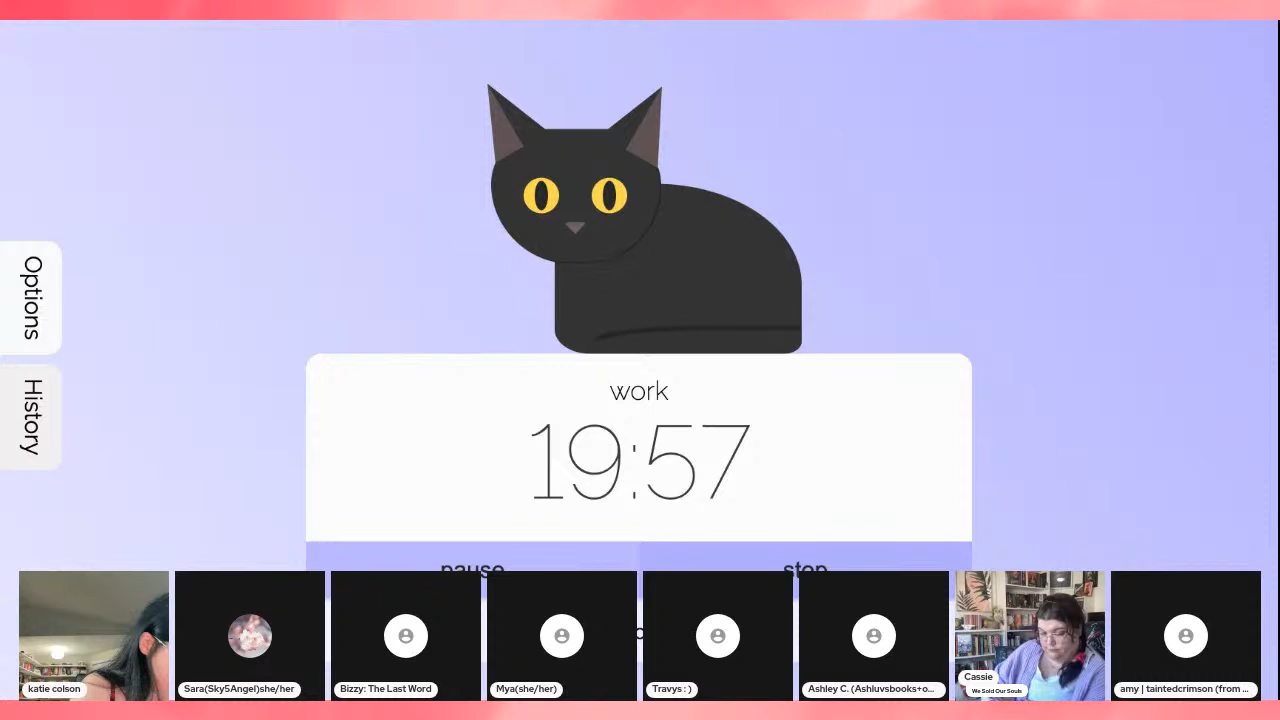 Options
History
work
19:57
pause
stop
katie colson
Sara(Sky5Angel)she/her
Bizzy: The Last Word
Mya(she/her)
Travys : )
Ashley C. (Ashluvsbooks+o...
Cassie
We Sold Our Souls
amy | taintedcrimson (from ...